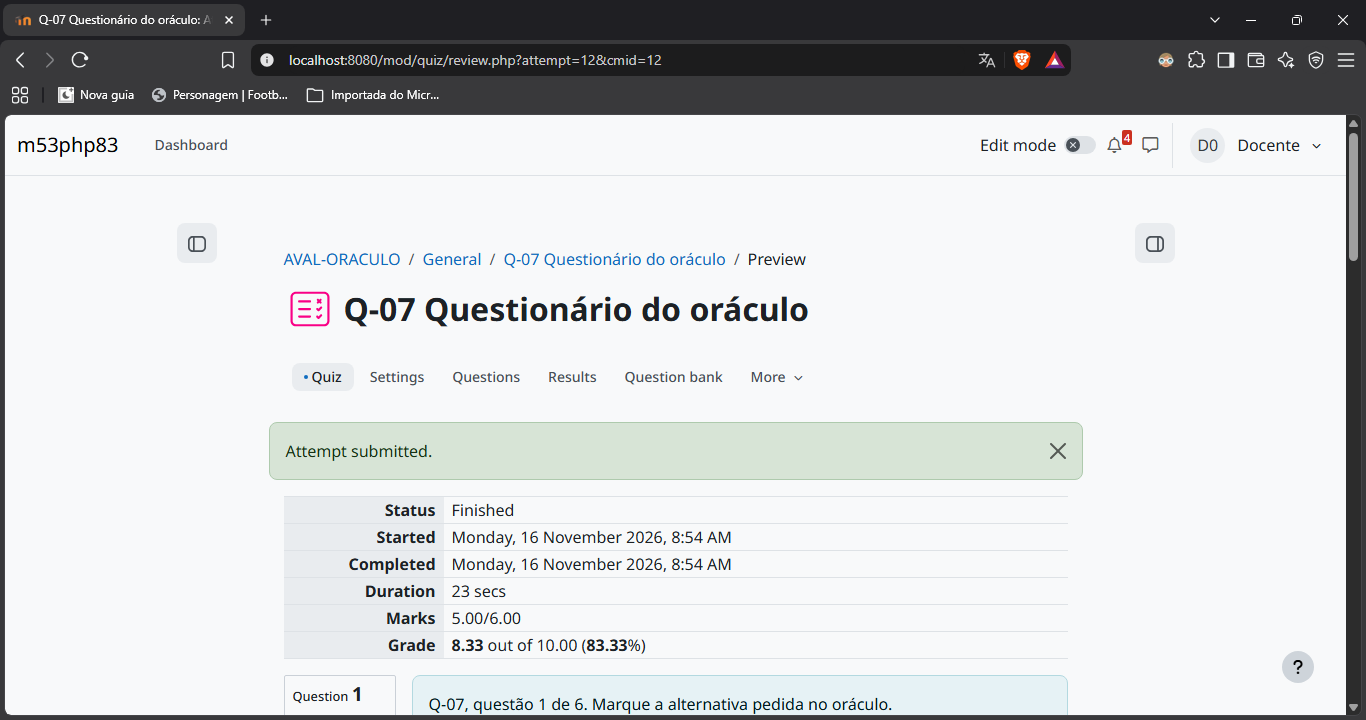 Q-07 Questionário do oráculo: A
localhost:8080/mod/quiz/review.php?attempt=12&cmid=12
Nova guia
Personagem | Footb...
Importada do Micr...
m53php83
Dashboard
Edit mode
4
D0
Docente
AVAL-ORACULO / General / Q-07 Questionário do oráculo / Preview
Q-07 Questionário do oráculo
Quiz
Settings
Questions
Results
Question bank
More
Attempt submitted.
Status Finished
Started Monday, 16 November 2026, 8:54 AM
Completed Monday, 16 November 2026, 8:54 AM
Duration 23 secs
Marks 5.00/6.00
Grade 8.33 out of 10.00 (83.33%)
Question 1
Q-07, questão 1 de 6. Marque a alternativa pedida no oráculo.
?